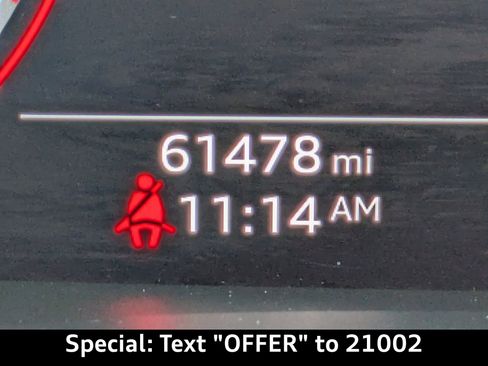 61478 mi
11:14 AM
Special: Text "OFFER" to 21002